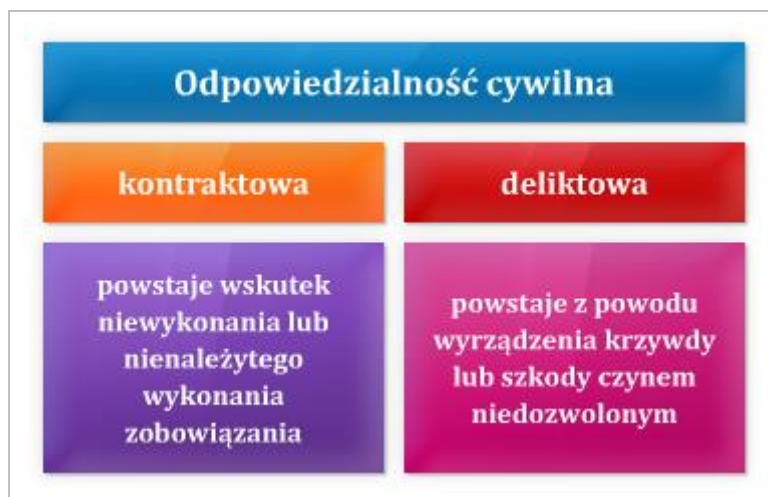 Odpowiedzialność cywilna
kontraktowa
deliktowa
powstaje wskutek
niewykonania lub
nienależytego
wykonania
zobowiązania
powstaje z powodu
wyrządzenia krzywdy
lub szkody czynem
niedozwolonym